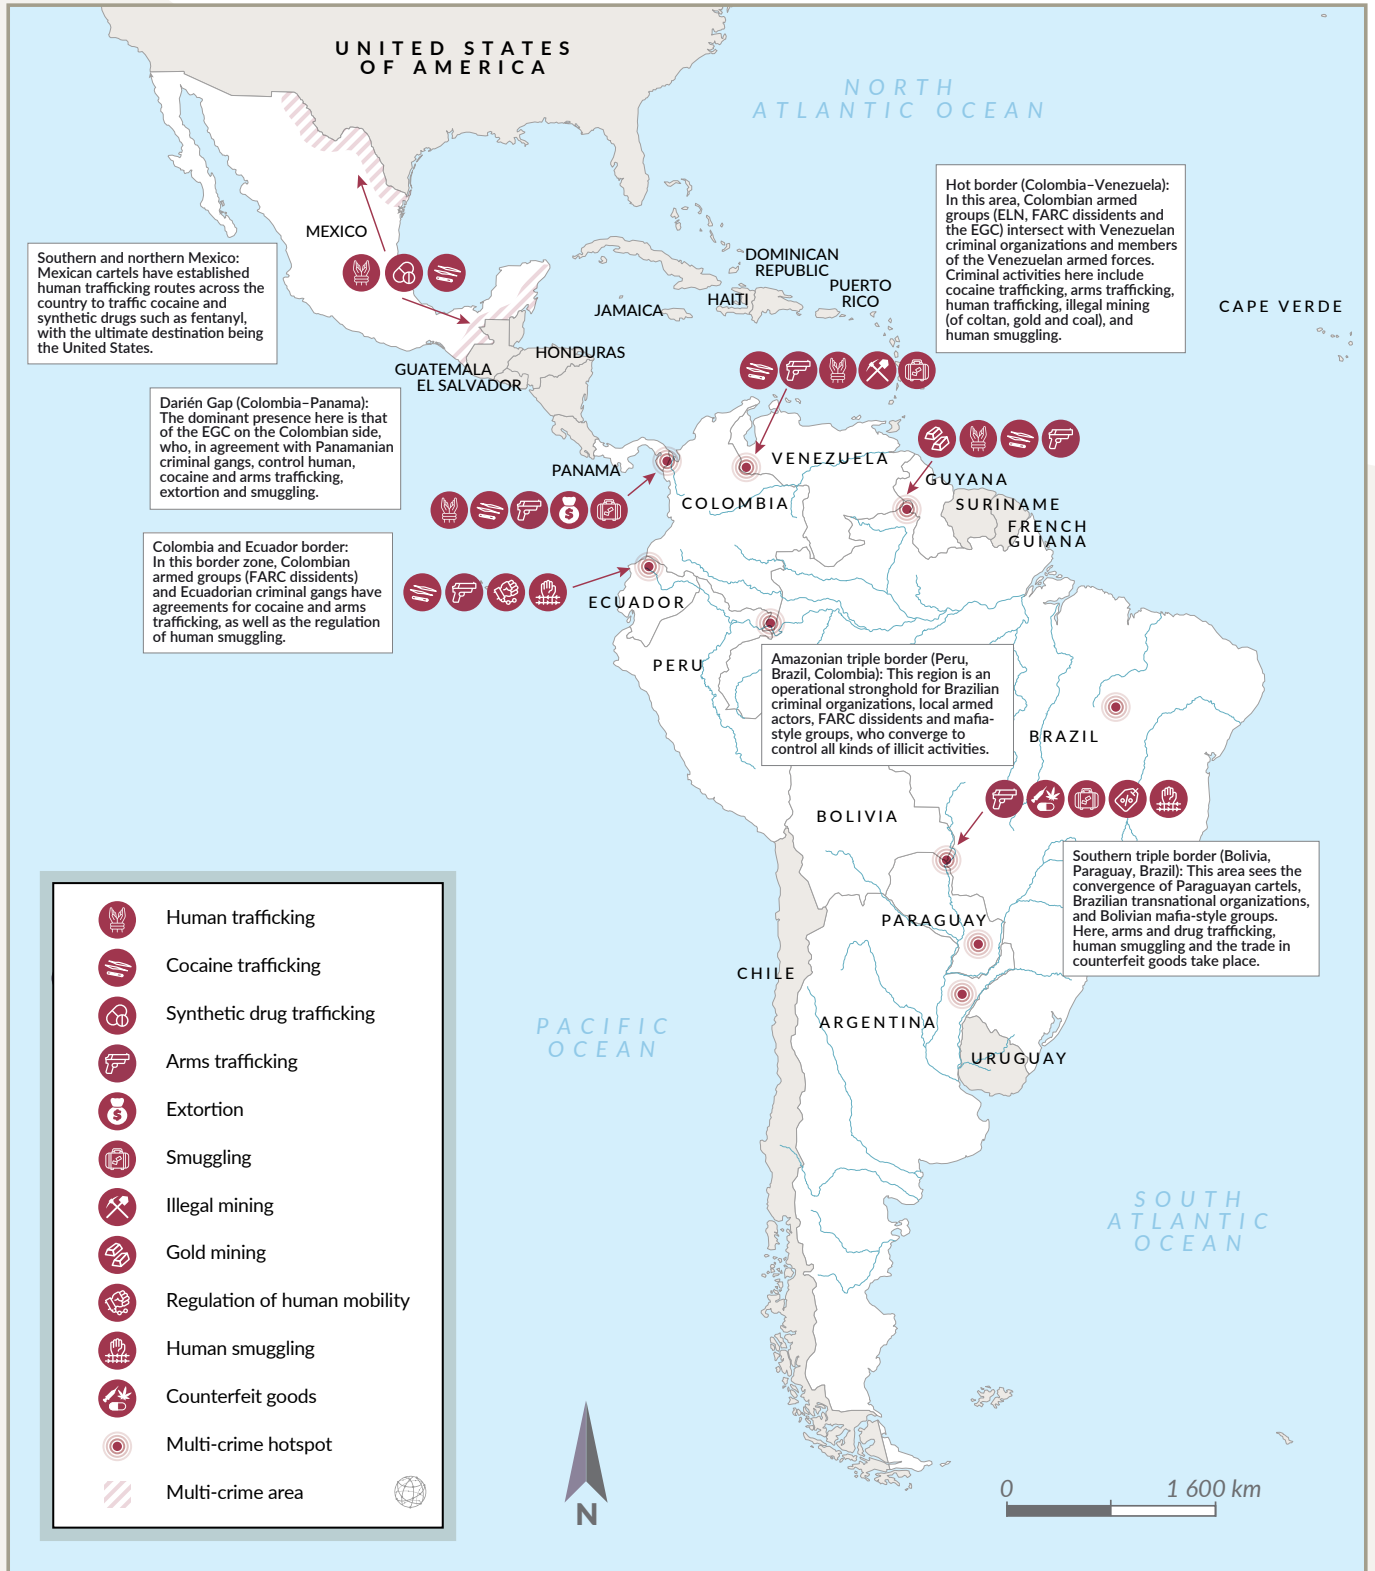 UNITED STATES
OF AMERICA
NORTH
ATLANTIC OCEAN
Hot border (Colombia–Venezuela):
In this area, Colombian armed
groups (ELN, FARC dissidents and
the EGC) intersect with Venezuelan
criminal organizations and members
of the Venezuelan armed forces.
Criminal activities here include
cocaine trafficking, arms trafficking,
human trafficking, illegal mining
(of coltan, gold and coal), and
human smuggling.
MEXICO
Southern and northern Mexico:
Mexican cartels have established
human trafficking routes across the
country to traffic cocaine and
synthetic drugs such as fentanyl,
with the ultimate destination being
the United States.
DOMINICAN
REPUBLIC
PUERTO
RICO
HAITI
JAMAICA
CAPE VERDE
HONDURAS
GUATEMALA
EL SALVADOR
Darién Gap (Colombia–Panama):
The dominant presence here is that
of the EGC on the Colombian side,
who, in agreement with Panamanian
criminal gangs, control human,
cocaine and arms trafficking,
extortion and smuggling.
PANAMA
VENEZUELA
GUYANA
COLOMBIA
SURINAME
FRENCH
GUIANA
$
Colombia and Ecuador border:
In this border zone, Colombian
armed groups (FARC dissidents)
and Ecuadorian criminal gangs have
agreements for cocaine and arms
trafficking, as well as the regulation
of human smuggling.
ECUADOR
PERU
Amazonian triple border (Peru,
Brazil, Colombia): This region is an
operational stronghold for Brazilian
criminal organizations, local armed
actors, FARC dissidents and mafia-
style groups, who converge to
control all kinds of illicit activities.
BRAZIL
%
BOLIVIA
Southern triple border (Bolivia,
Paraguay, Brazil): This area sees the
convergence of Paraguayan cartels,
Brazilian transnational organizations,
and Bolivian mafia-style groups.
Here, arms and drug trafficking,
human smuggling and the trade in
counterfeit goods take place.
PARAGUAY
CHILE
ARGENTINA
URUGUAY
PACIFIC
OCEAN
SOUTH
ATLANTIC
OCEAN
Human trafficking
Cocaine trafficking
Synthetic drug trafficking
Arms trafficking
$
Extortion
Smuggling
Illegal mining
Gold mining
Regulation of human mobility
Human smuggling
Counterfeit goods
Multi-crime hotspot
Multi-crime area
N
0 1 600 km